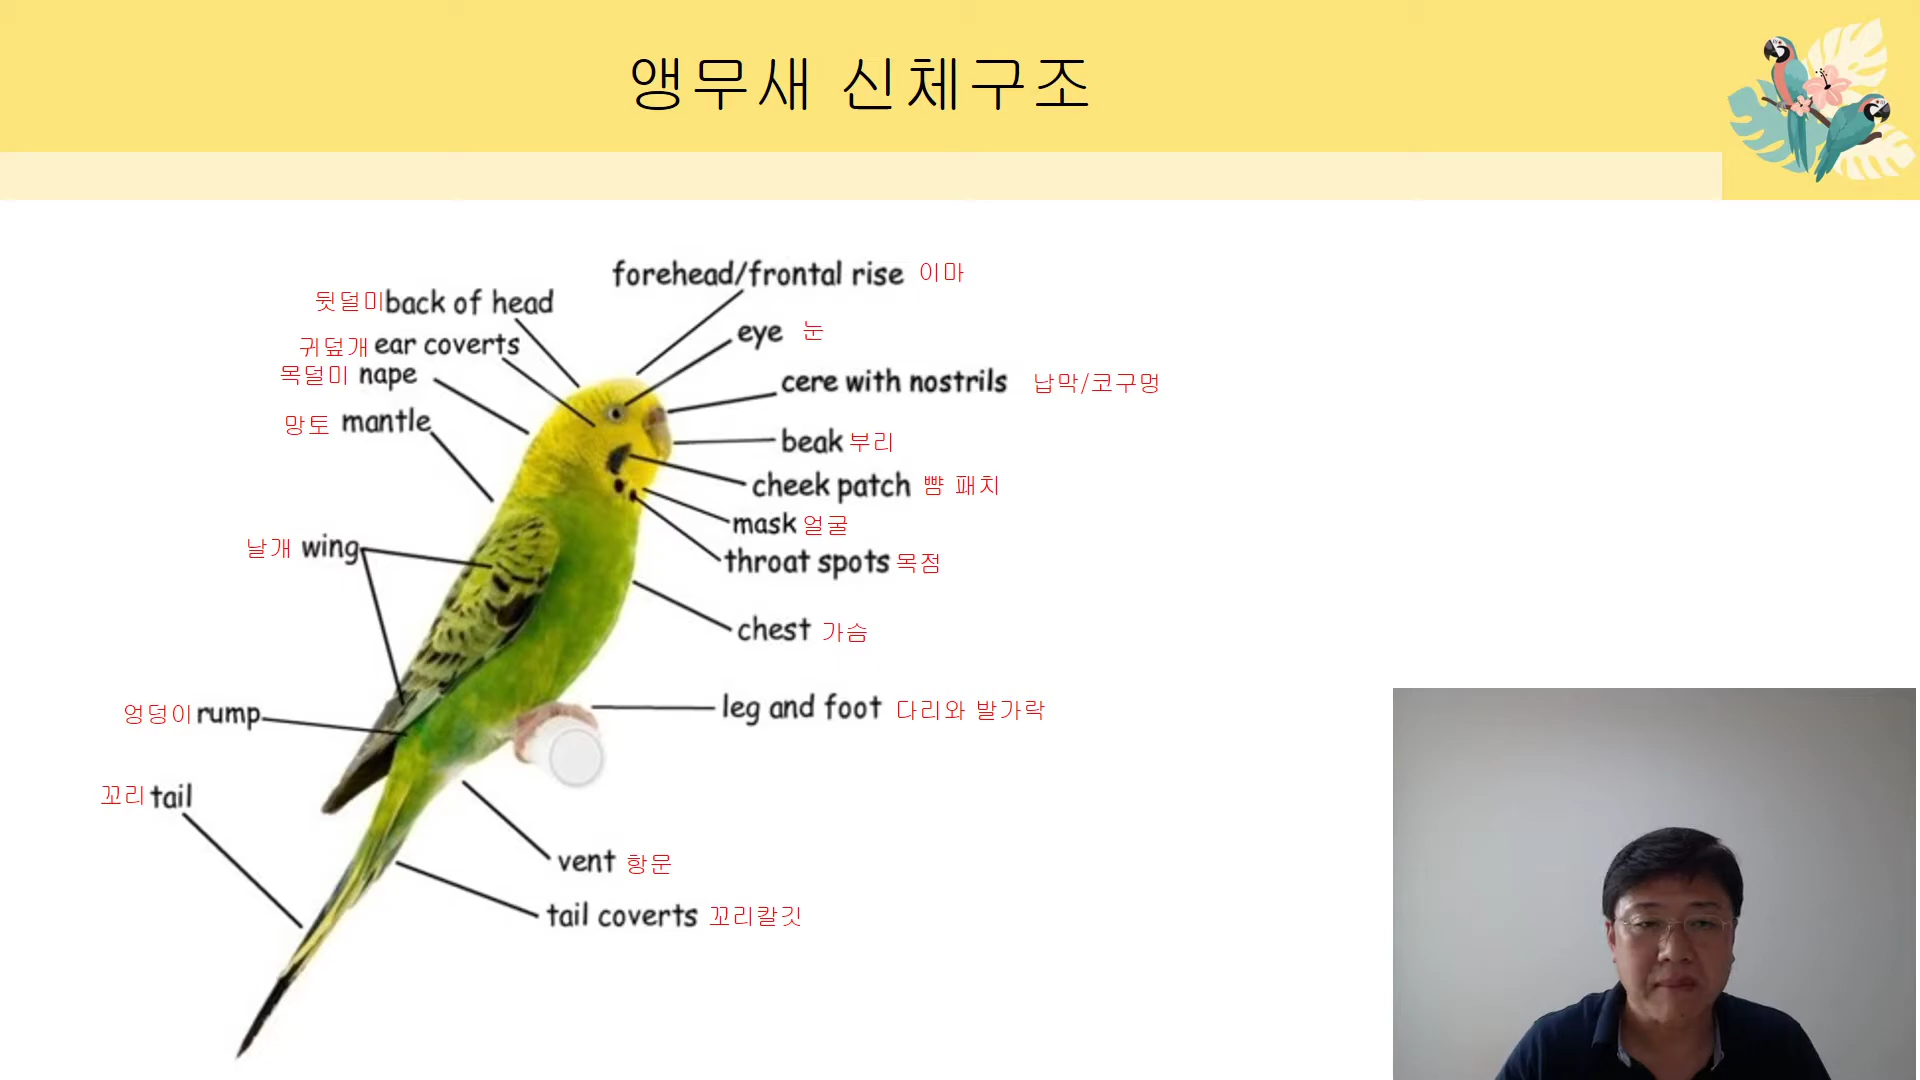 앵무새 신체구조
forehead/frontal rise 이마
뒷덜미 back of head
eye 눈
귀덮개 ear coverts
목덜미 nape
cere with nostrils 납막/코구멍
망토 mantle
beak 부리
cheek patch 뺨 패치
mask 얼굴
날개 wing
throat spots 목점
chest 가슴
leg and foot 다리와 발가락
엉덩이 rump
꼬리 tail
vent 항문
tail coverts 꼬리칼깃